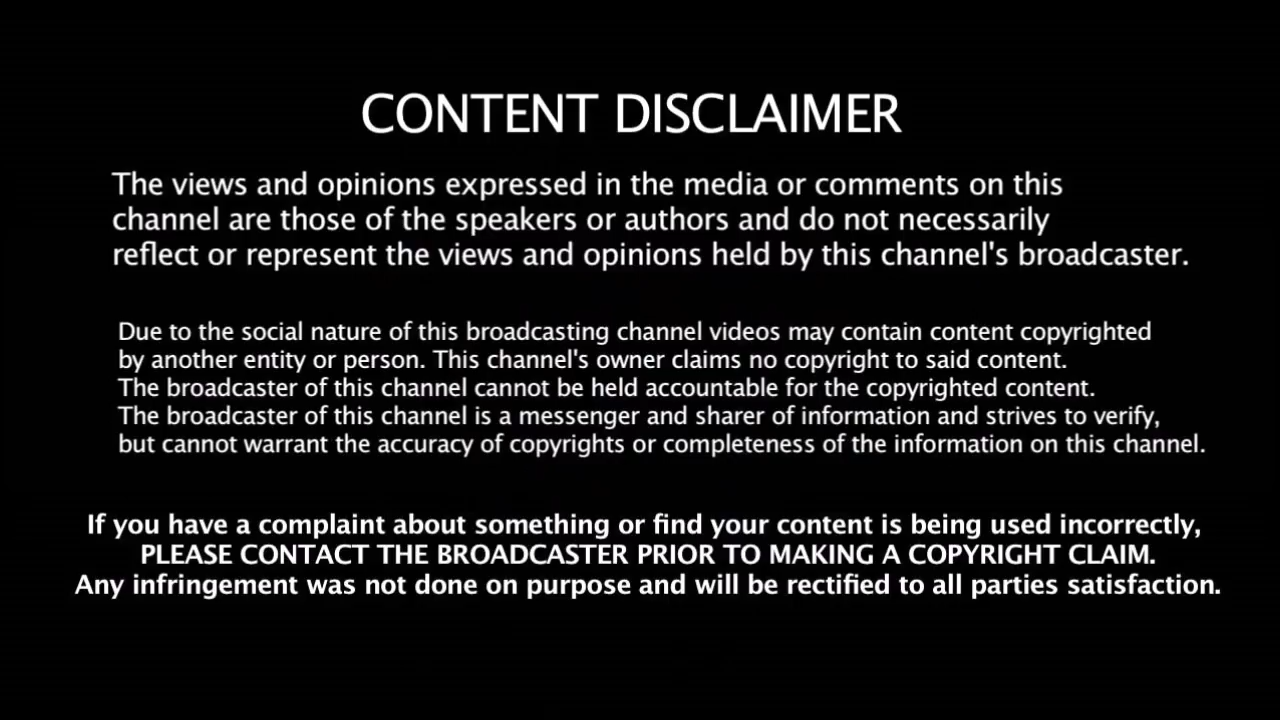 CONTENT DISCLAIMER
The views and opinions expressed in the media or comments on this
channel are those of the speakers or authors and do not necessarily
reflect or represent the views and opinions held by this channel's broadcaster.
Due to the social nature of this broadcasting channel videos may contain content copyrighted
by another entity or person. This channel's owner claims no copyright to said content.
The broadcaster of this channel cannot be held accountable for the copyrighted content.
The broadcaster of this channel is a messenger and sharer of information and strives to verify,
but cannot warrant the accuracy of copyrights or completeness of the information on this channel.
If you have a complaint about something or find your content is being used incorrectly,
PLEASE CONTACT THE BROADCASTER PRIOR TO MAKING A COPYRIGHT CLAIM.
Any infringement was not done on purpose and will be rectified to all parties satisfaction.